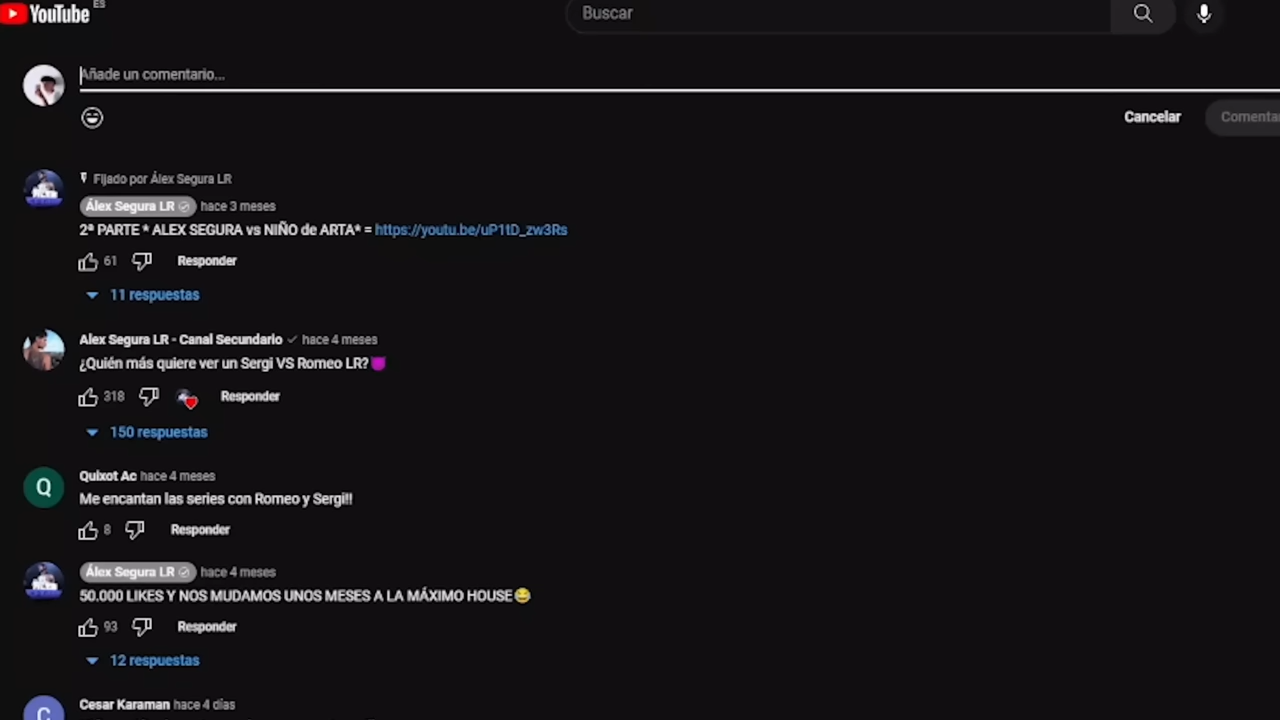 YouTube ES
Buscar
Añade un comentario...
Cancelar
Comenta
Fijado por Álex Segura LR
Álex Segura LR hace 3 meses
2ª PARTE * ALEX SEGURA vs NIÑO de ARTA* = https://youtu.be/uP1tD_zw3Rs
61 Responder
11 respuestas
Alex Segura LR - Canal Secundario hace 4 meses
¿Quién más quiere ver un Sergi VS Romeo LR?😈
318 Responder
150 respuestas
Q
Quixot Ac hace 4 meses
Me encantan las series con Romeo y Sergi!!
8 Responder
Álex Segura LR hace 4 meses
50.000 LIKES Y NOS MUDAMOS UNOS MESES A LA MÁXIMO HOUSE😂
93 Responder
12 respuestas
C
Cesar Karaman hace 4 días